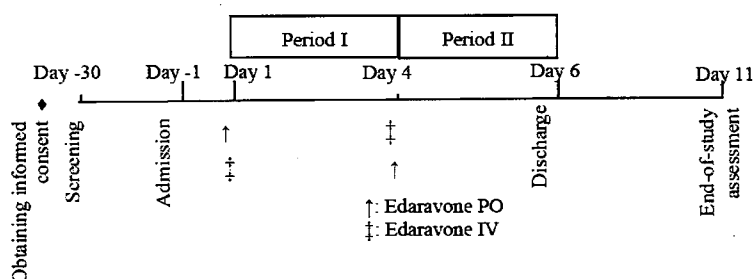 Period I Period II
Day -30 Day -1 Day 1 Day 4 Day 6 Day 11
Obtaining informed
consent
Screening
Admission
↑
‡
‡
↑
Discharge
End-of-study
assessment
↑: Edaravone PO
‡: Edaravone IV